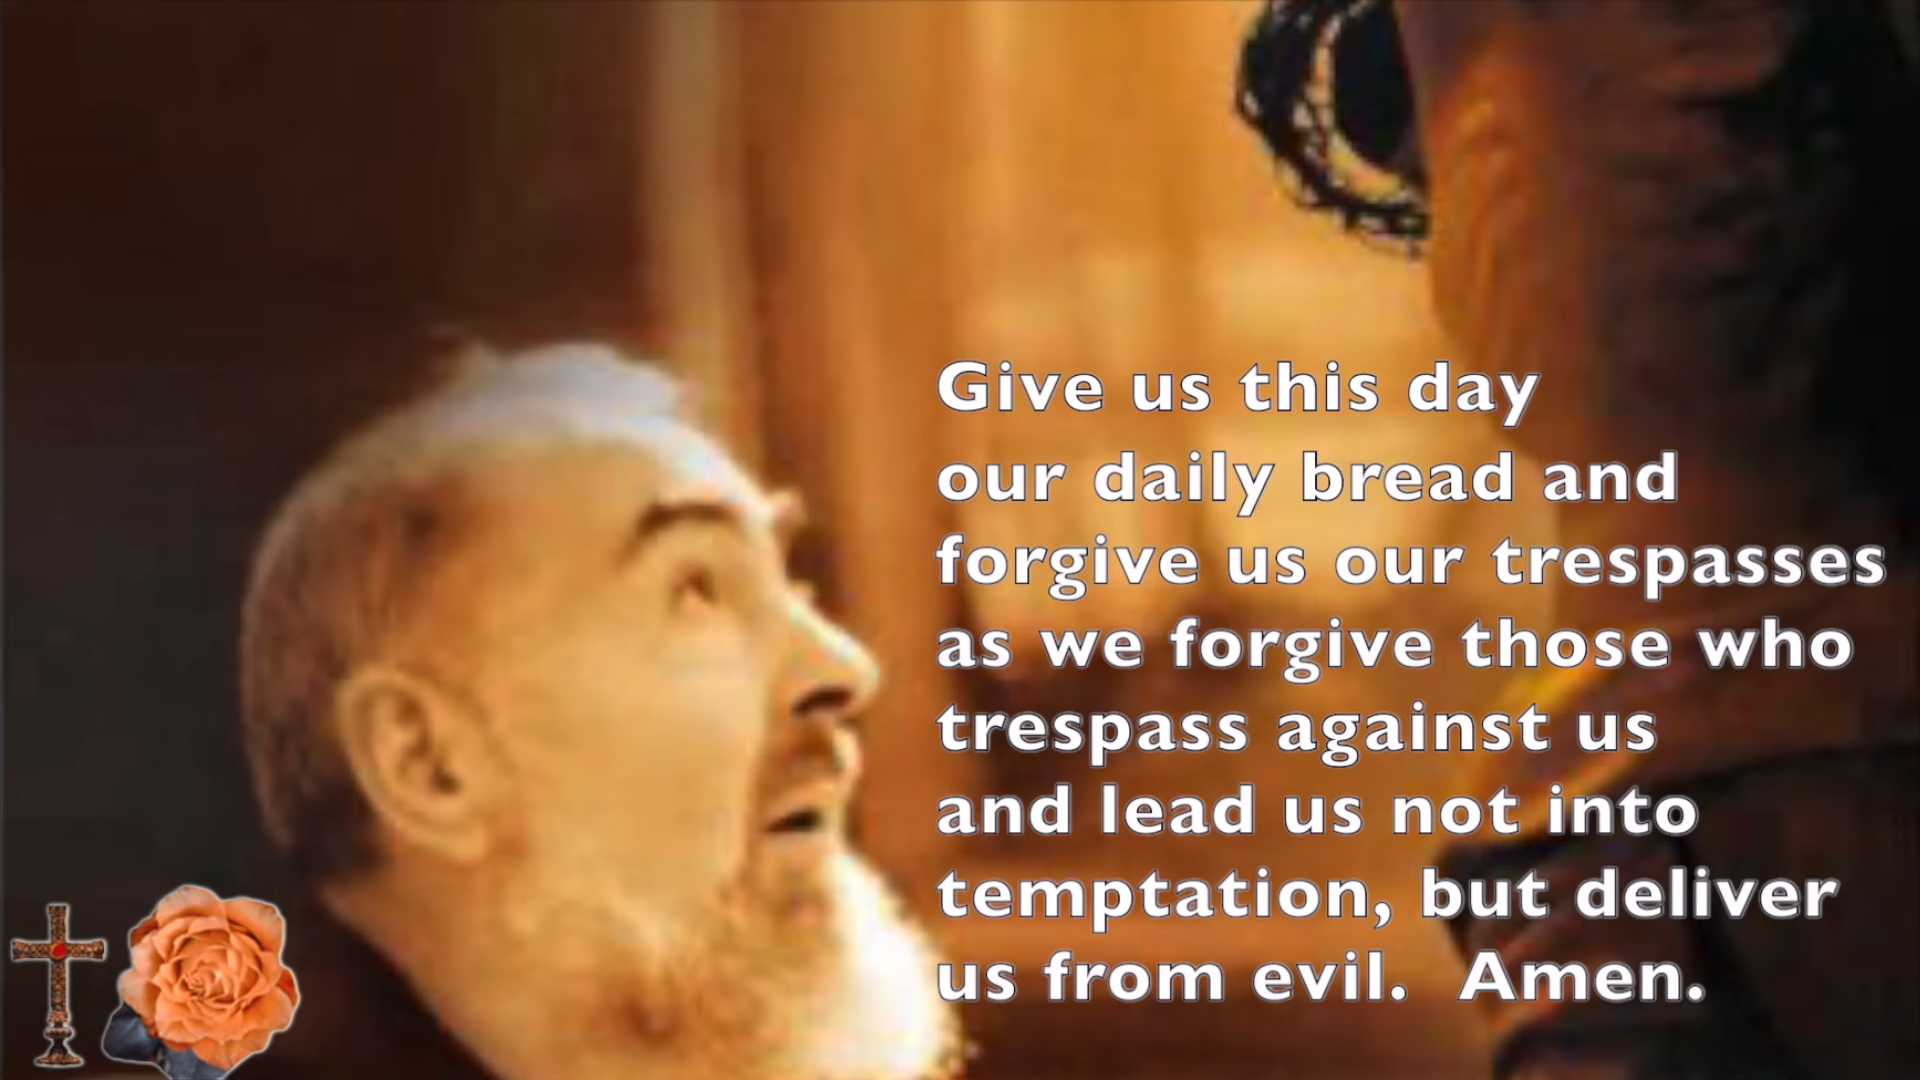 Give us this day
our daily bread and
forgive us our trespasses
as we forgive those who
trespass against us
and lead us not into
temptation, but deliver
us from evil.  Amen.